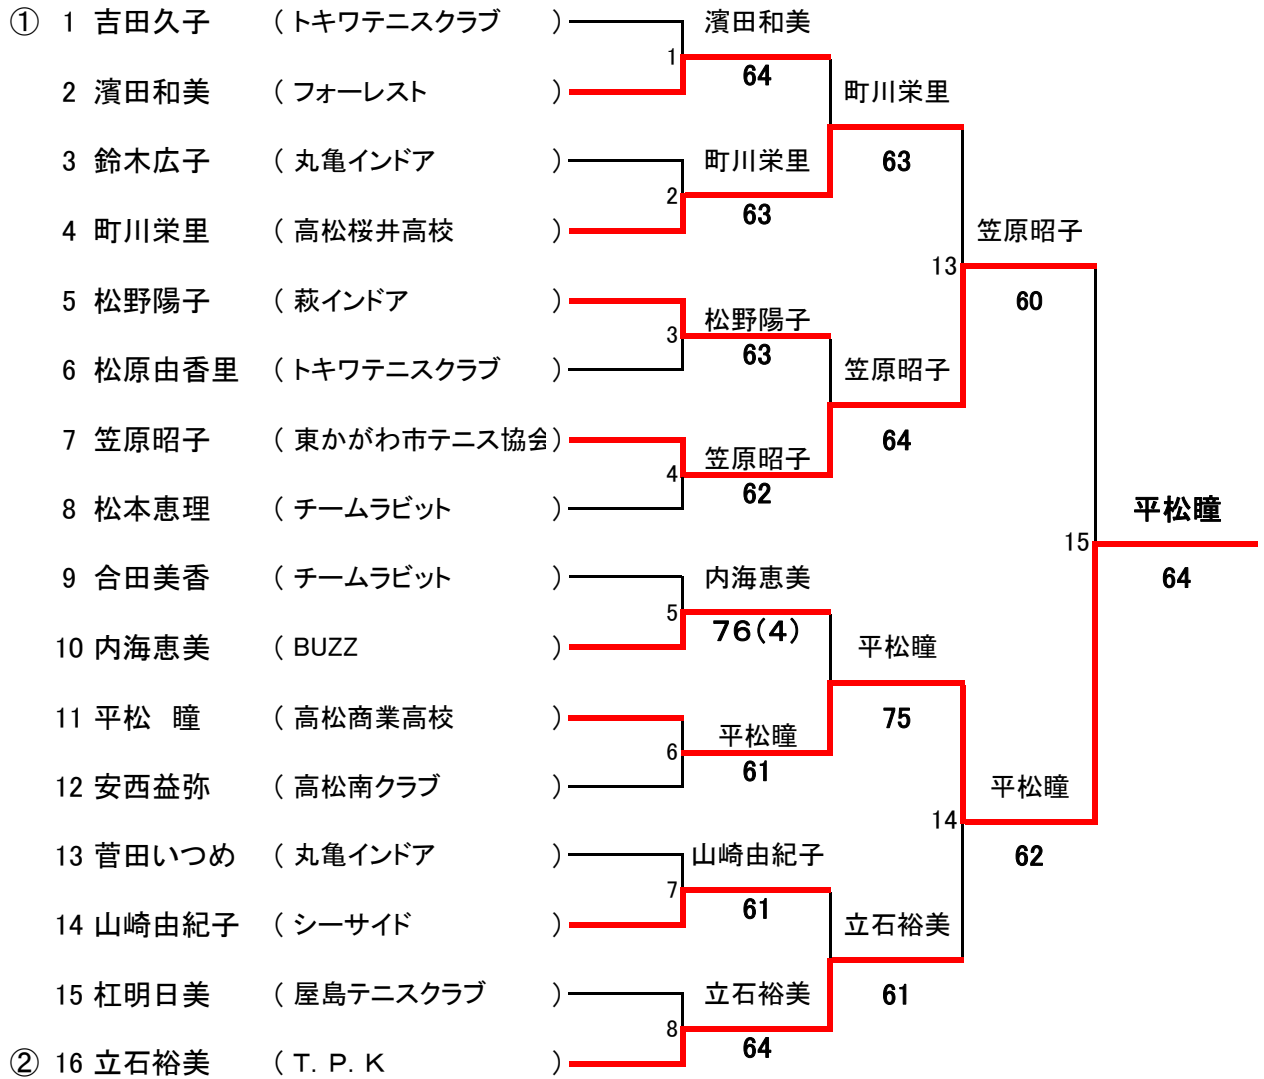 ① 1 吉田久子 ( トキワテニスクラブ ) 濱田和美
1
64
2 濱田和美 ( フォーレスト ) 町川栄里
3 鈴木広子 ( 丸亀インドア ) 町川栄里 63
2
63
4 町川栄里 ( 高松桜井高校 ) 笠原昭子
13
5 松野陽子 ( 萩インドア ) 60
松野陽子
3
63
6 松原由香里 ( トキワテニスクラブ ) 笠原昭子
7 笠原昭子 ( 東かがわ市テニス協会 ) 64
笠原昭子
4
62
8 松本恵理 ( チームラビット ) 平松瞳
15
9 合田美香 ( チームラビット ) 内海恵美 64
5
76(4)
10 内海恵美 ( BUZZ ) 平松瞳
11 平松 瞳 ( 高松商業高校 ) 75
平松瞳
6
61
12 安西益弥 ( 高松南クラブ ) 平松瞳
14
13 菅田いつめ ( 丸亀インドア ) 山崎由紀子 62
7
61
14 山崎由紀子 ( シーサイド ) 立石裕美
15 杠明日美 ( 屋島テニスクラブ ) 立石裕美 61
8
64
② 16 立石裕美 ( T. P. K )